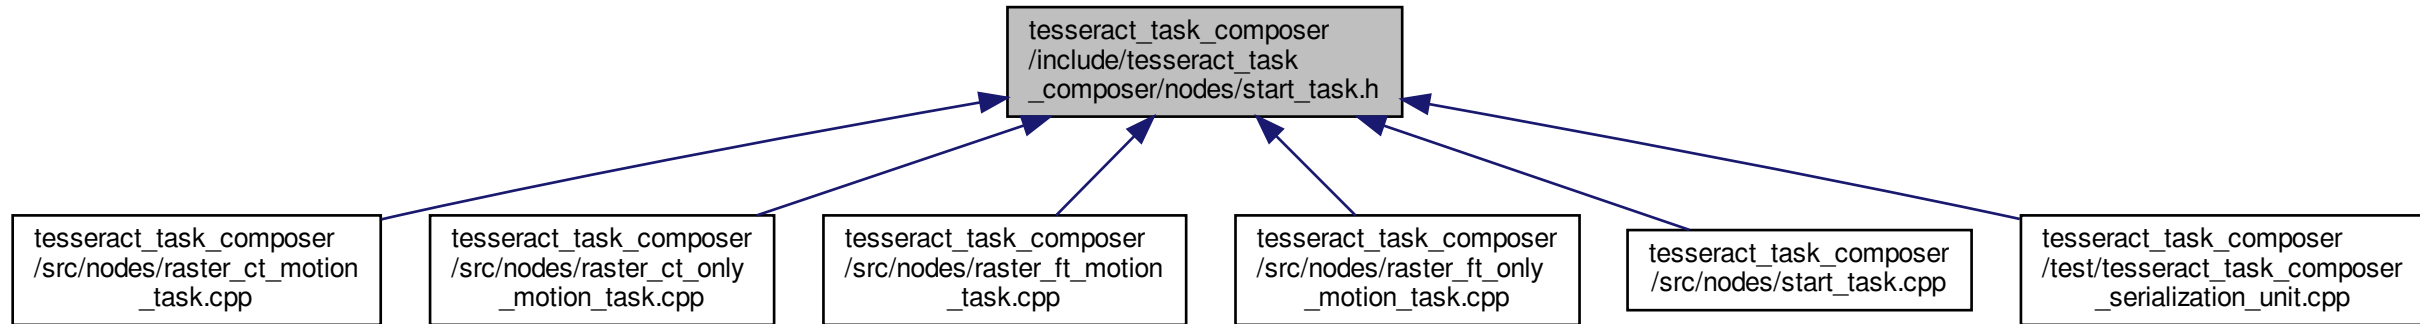 tesseract_task_composer
/include/tesseract_task
_composer/nodes/start_task.h
tesseract_task_composer
/src/nodes/raster_ct_motion
_task.cpp
tesseract_task_composer
/src/nodes/raster_ct_only
_motion_task.cpp
tesseract_task_composer
/src/nodes/raster_ft_motion
_task.cpp
tesseract_task_composer
/src/nodes/raster_ft_only
_motion_task.cpp
tesseract_task_composer
/src/nodes/start_task.cpp
tesseract_task_composer
/test/tesseract_task_composer
_serialization_unit.cpp